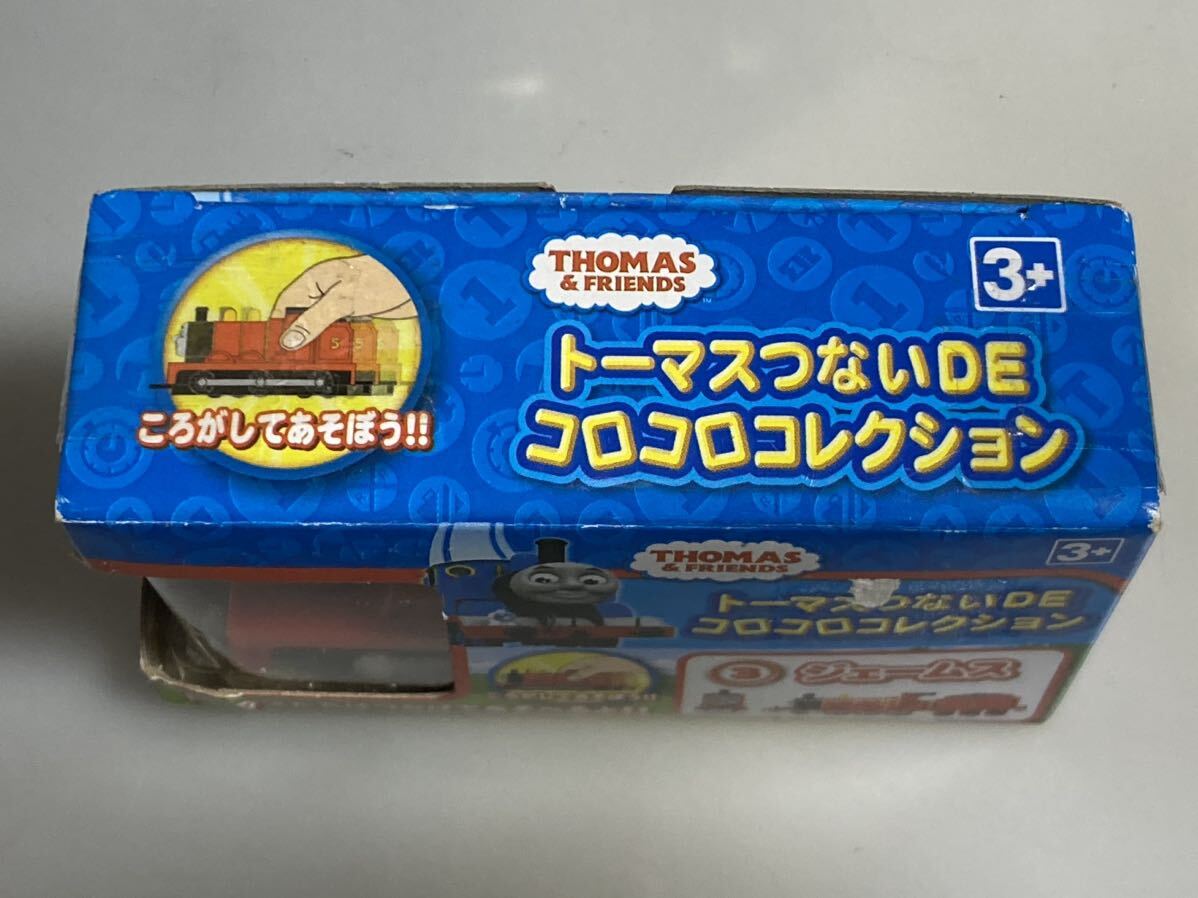 THOMAS
& FRIENDS
™
3+
トーマスつないDE
コロコロコレクション
5
ころがしてあそぼう!!
THOMAS
& FRIENDS
3+
トーマスつないDE
コロコロコレクション
3 ジェームス